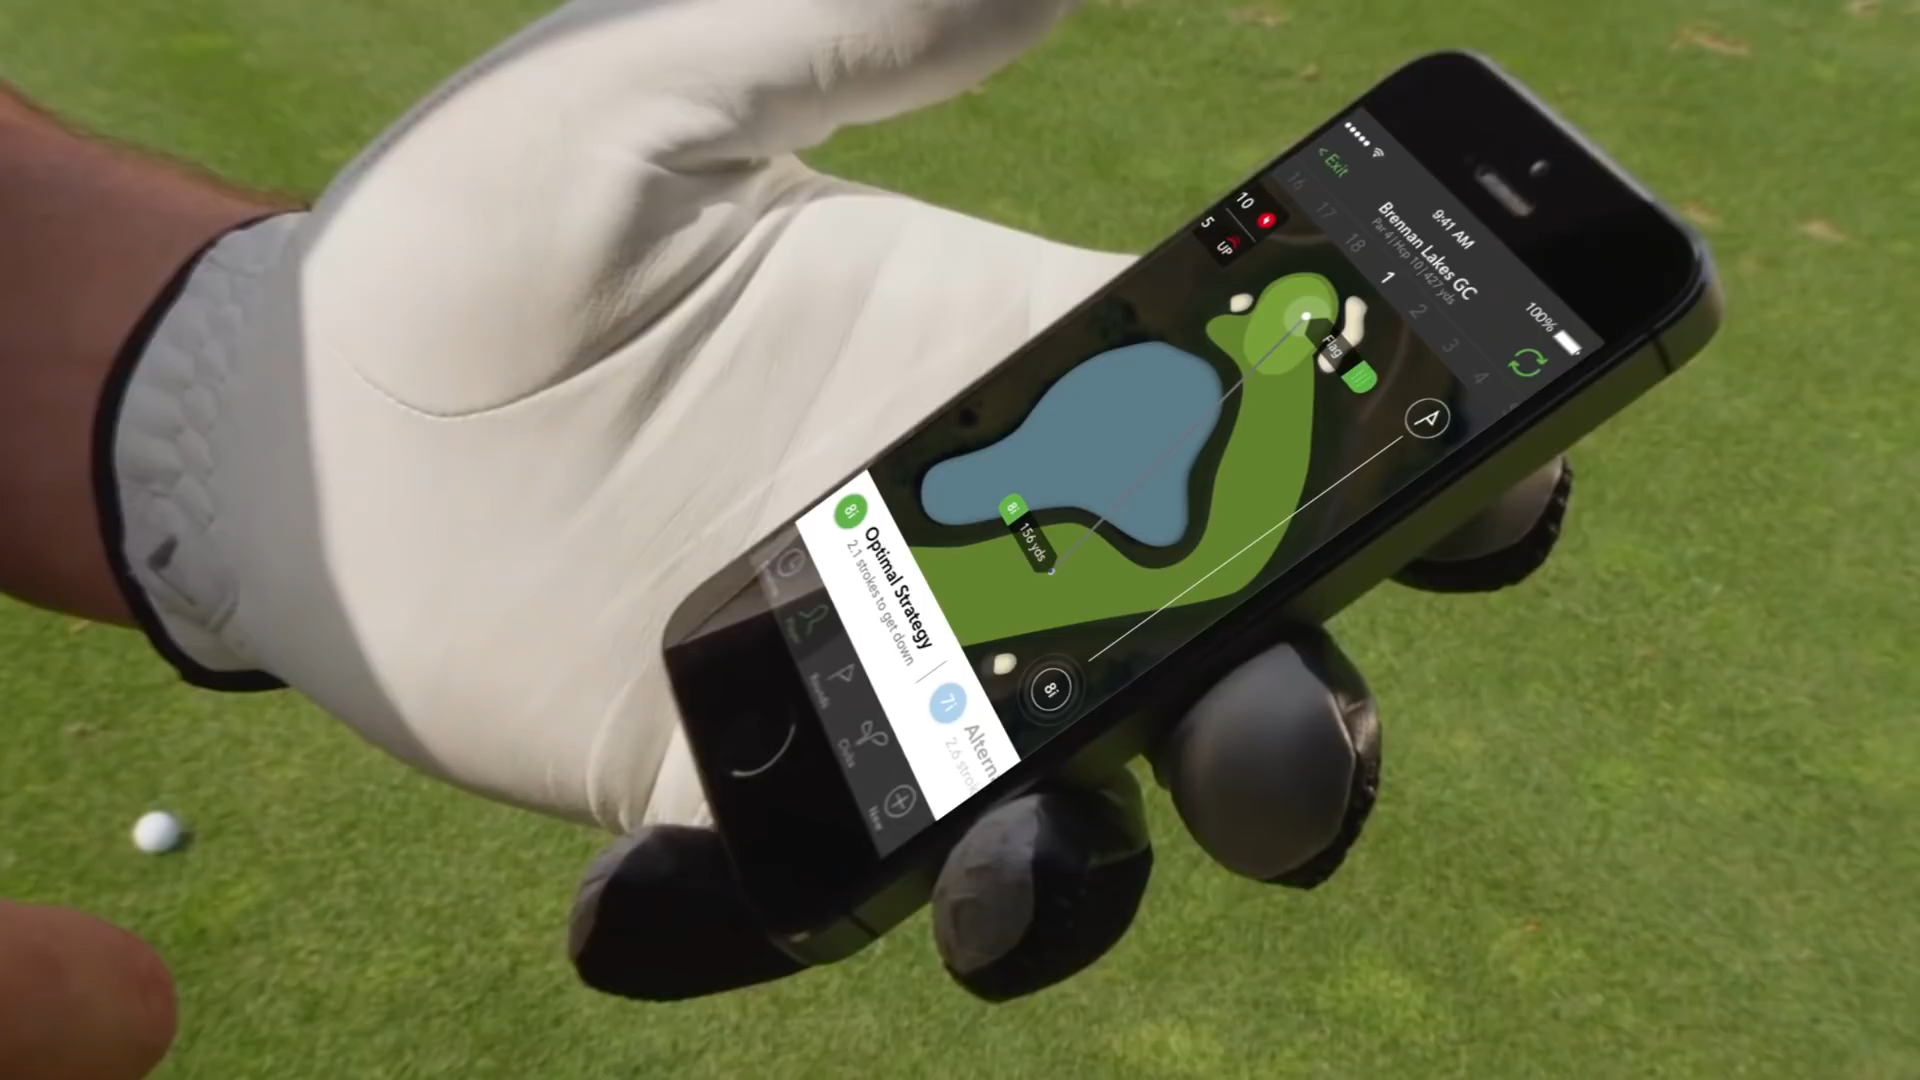 9:41 AM
100%
< Exit
Brennan Lakes GC
Par 4 | Hcp 10 | 427 yds
16
17
18
1
2
3
4
10
5
UP
Flag
8i
156 yds
8i
8i
Optimal Strategy
2.1 strokes to get down
7i
Altern
2.6 strok
Rounds
Clubs
New